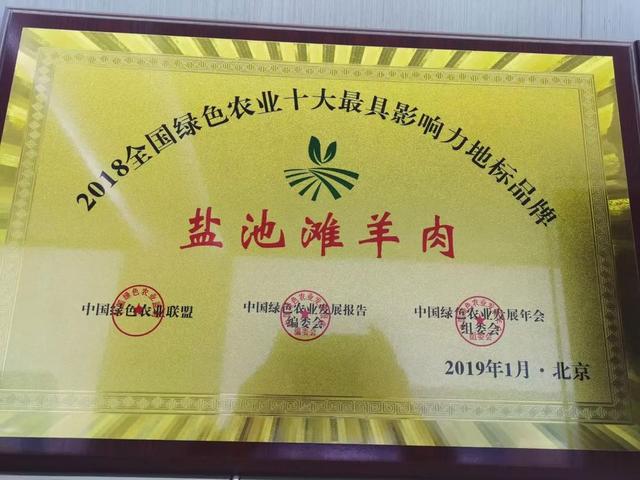 2018全国绿色农业十大最具影响力地标品牌
盐池滩羊肉
中国绿色农业联盟
中国绿色农业发展报告
编委会
中国绿色农业发展年会
组委会
2019年1月·北京